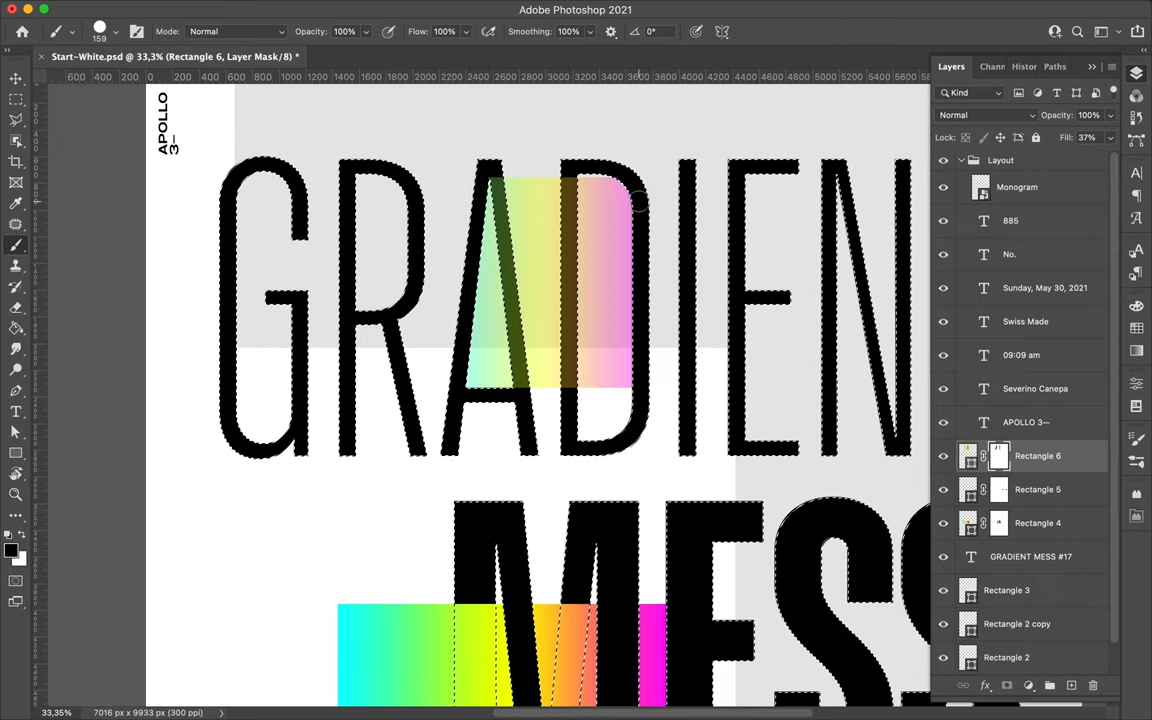 Adobe Photoshop 2021
159
Mode: Normal
Opacity: 100%
Flow: 100%
Smoothing: 100%
0°
Start-White.psd @ 33,3% (Rectangle 6, Layer Mask/8) *
600 400 200 0 200 400 600 800 1000 1200 1400 1600 1800 2000 2200 2400 2600 2800 3000 3200 3400 3600 3800 4000 4200 4400 4600 4800 5000 5200 5400 5600
Layers Chann Histor Paths
Kind
Normal
Opacity: 100%
Lock:
Fill: 37%
Layout
Monogram
885
No.
Sunday, May 30, 2021
Swiss Made
09:09 am
Severino Canepa
APOLLO 3—
Rectangle 6
Rectangle 5
Rectangle 4
GRADIENT MESS #17
Rectangle 3
Rectangle 2 copy
Rectangle 2
APOLLO
3—
GRADIEN
MES
33,35%
7016 px x 9933 px (300 ppi)